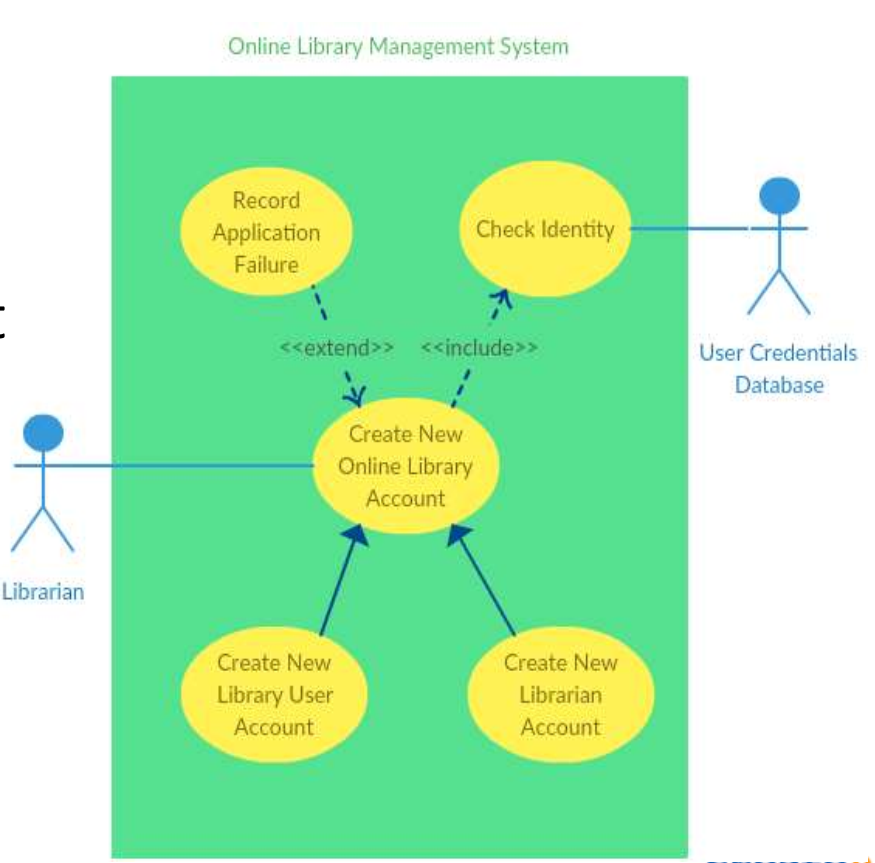 Online Library Management System
Record
Application
Failure
Check Identity
<<extend>>
<<include>>
User Credentials
Database
Create New
Online Library
Account
Librarian
Create New
Library User
Account
Create New
Librarian
Account